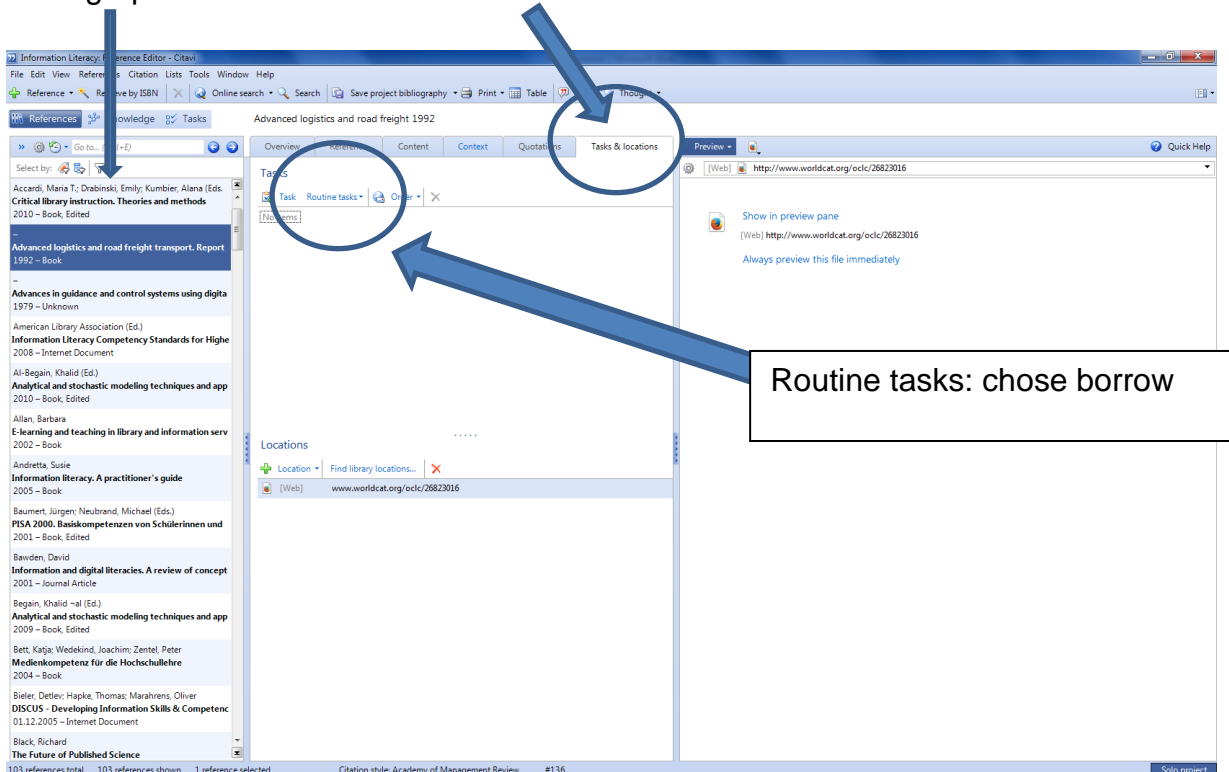 Information Literacy: Reference Editor - Citavi
File Edit View References Citation Lists Tools Window Help
Reference Retrieve by ISBN Online search Search Save project bibliography Print Table Thought
References Knowledge Tasks Advanced logistics and road freight 1992
Go to... (Ctrl+E) Overview Reference Content Context Quotations Tasks & locations Preview Quick Help
Select by: Tasks [Web] http://www.worldcat.org/oclc/26823016
Accardi, Maria T.; Drabinski, Emily; Kumbier, Alana (Eds.
Critical library instruction. Theories and methods
2010 – Book, Edited
Task Routine tasks Order
No items
–
Advanced logistics and road freight transport. Report
1992 – Book
–
Advances in guidance and control systems using digita
1979 – Unknown
American Library Association (Ed.)
Information Literacy Competency Standards for Highe
2008 – Internet Document
Al-Begain, Khalid (Ed.)
Analytical and stochastic modeling techniques and app
2010 – Book, Edited
Allan, Barbara
E-learning and teaching in library and information serv
2002 – Book
Andretta, Susie
Information literacy. A practitioner's guide
2005 – Book
Baumert, Jürgen; Neubrand, Michael (Eds.)
PISA 2000. Basiskompetenzen von Schülerinnen und
2001 – Book, Edited
Bawden, David
Information and digital literacies. A review of concept
2001 – Journal Article
Begain, Khalid ¬al (Ed.)
Analytical and stochastic modeling techniques and app
2009 – Book, Edited
Bett, Katja; Wedekind, Joachim; Zentel, Peter
Medienkompetenz für die Hochschullehre
2004 – Book
Bieler, Detlev; Hapke, Thomas; Marahrens, Oliver
DISCUS - Developing Information Skills & Competenc
01.12.2005 – Internet Document
Black, Richard
The Future of Published Science
Locations
Location Find library locations...
[Web] www.worldcat.org/oclc/26823016
Show in preview pane
[Web] http://www.worldcat.org/oclc/26823016
Always preview this file immediately
Routine tasks: chose borrow
103 references total 103 references shown 1 reference selected Citation style: Academy of Management Review #136 Solo project